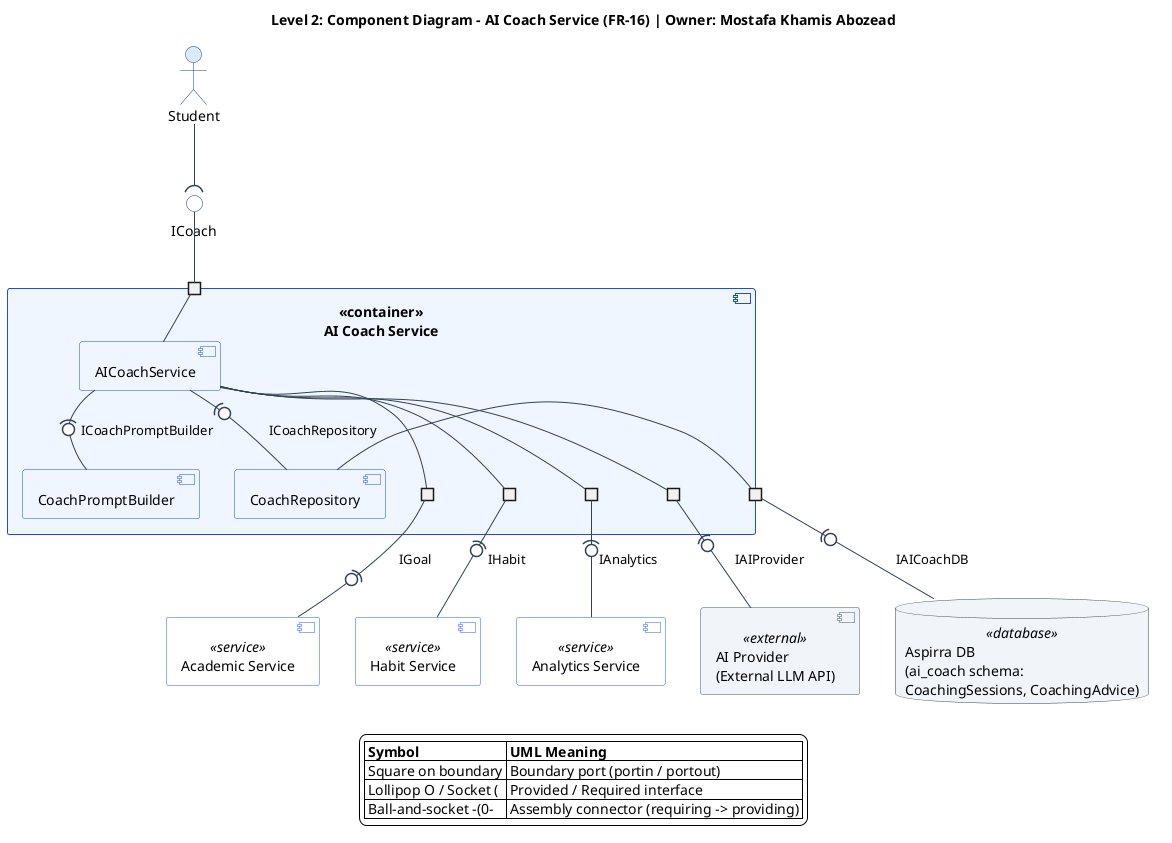 Level 2: Component Diagram - AI Coach Service (FR-16) | Owner: Mostafa Khamis Abozead
Student
ICoach
«container»
AI Coach Service
AICoachService
ICoachPromptBuilder
ICoachRepository
CoachPromptBuilder
CoachRepository
IGoal
IHabit
IAnalytics
IAIProvider
IAICoachDB
«service»
Academic Service
«service»
Habit Service
«service»
Analytics Service
«external»
AI Provider
(External LLM API)
«database»
Aspirra DB
(ai_coach schema:
CoachingSessions, CoachingAdvice)
Symbol UML Meaning
Square on boundary Boundary port (portin / portout)
Lollipop O / Socket ( Provided / Required interface
Ball-and-socket -(0- Assembly connector (requiring -> providing)